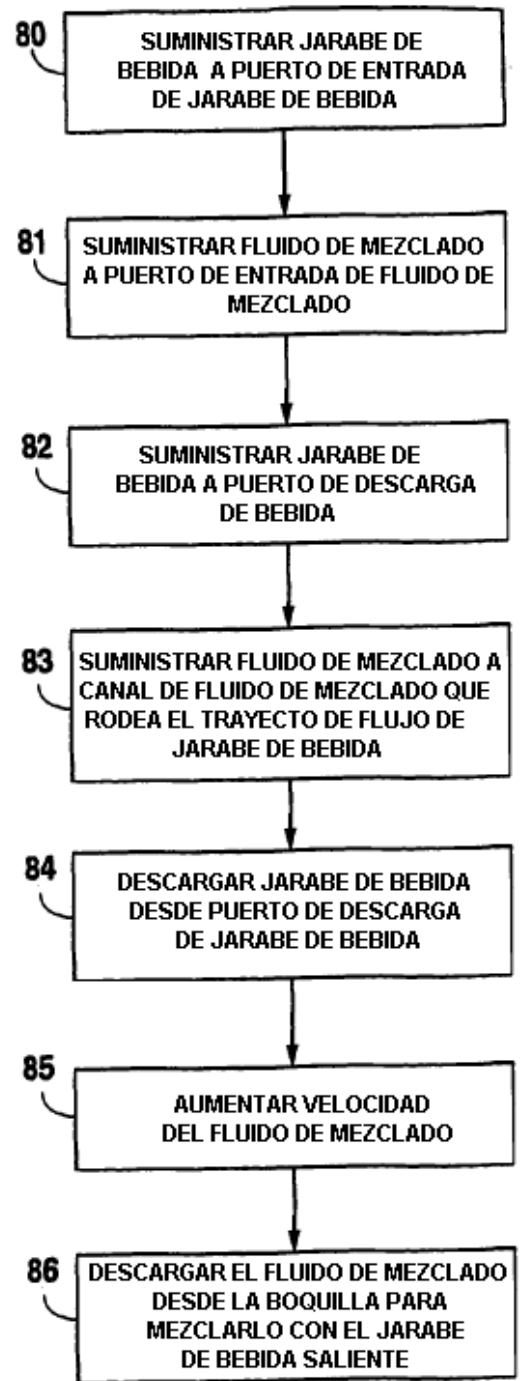 80
SUMINISTRAR JARABE DE
BEBIDA A PUERTO DE ENTRADA
DE JARABE DE BEBIDA
81
SUMINISTRAR FLUIDO DE MEZCLADO
A PUERTO DE ENTRADA DE FLUIDO DE
MEZCLADO
82
SUMINISTRAR JARABE DE
BEBIDA A PUERTO DE DESCARGA
DE BEBIDA
83
SUMINISTRAR FLUIDO DE MEZCLADO A
CANAL DE FLUIDO DE MEZCLADO QUE
RODEA EL TRAYECTO DE FLUJO DE
JARABE DE BEBIDA
84
DESCARGAR JARABE DE BEBIDA
DESDE PUERTO DE DESCARGA
DE JARABE DE BEBIDA
85
AUMENTAR VELOCIDAD
DEL FLUIDO DE MEZCLADO
86
DESCARGAR EL FLUIDO DE MEZCLADO
DESDE LA BOQUILLA PARA
MEZCLARLO CON EL JARABE
DE BEBIDA SALIENTE